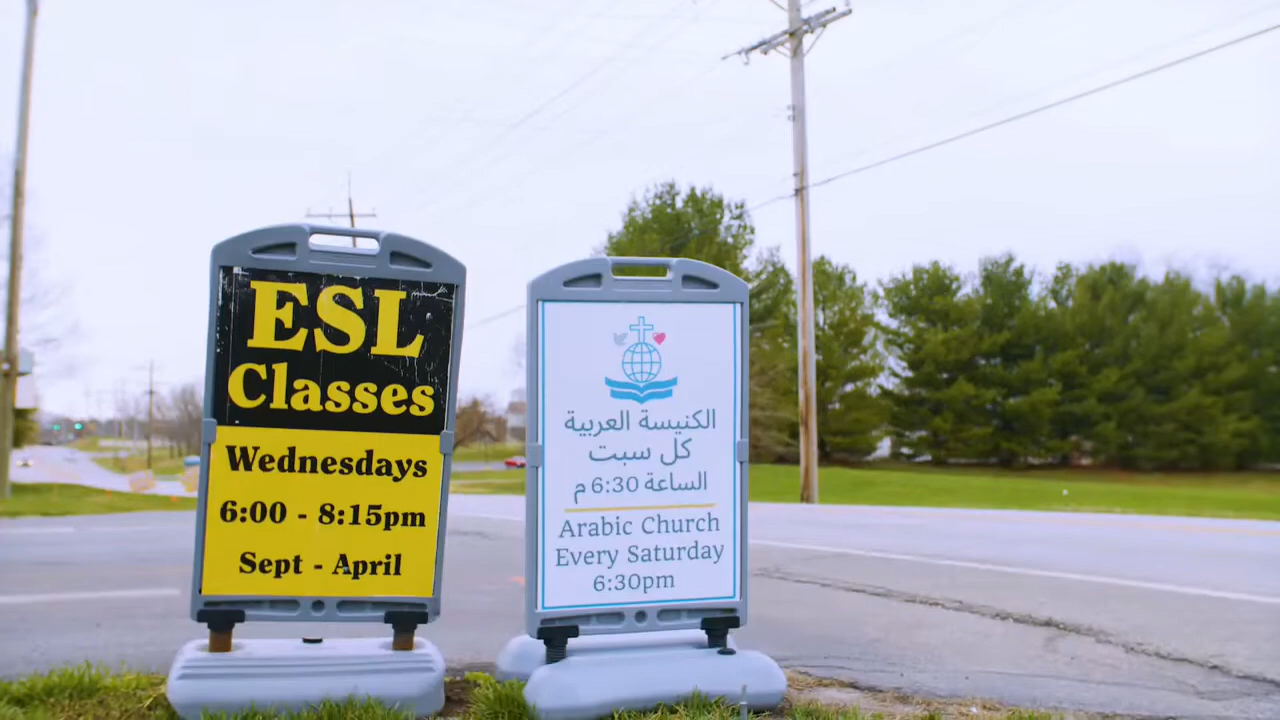 ESL
Classes
Wednesdays
6:00 - 8:15pm
Sept - April
الكنيسة العربية
كل سبت
الساعة 6:30 م
Arabic Church
Every Saturday
6:30pm